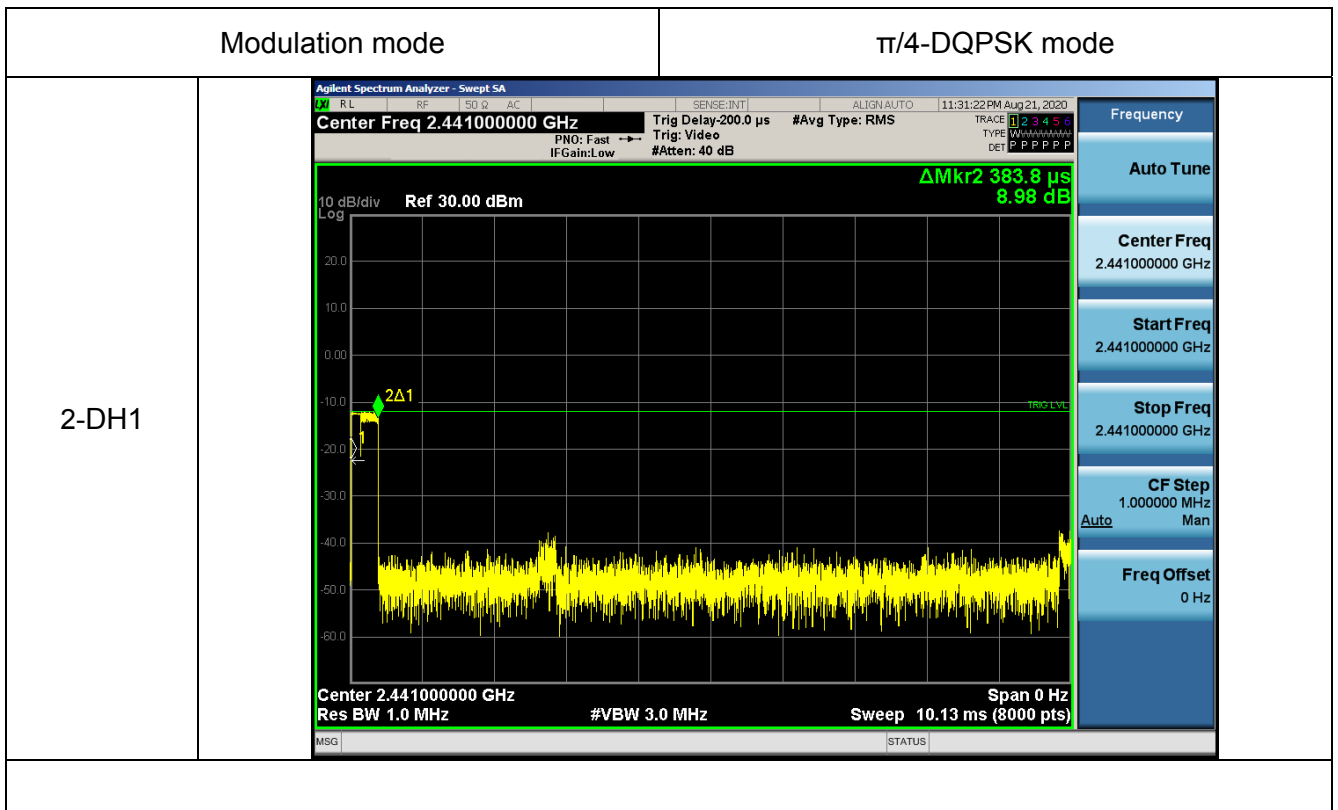 Modulation mode
π/4-DQPSK mode
2-DH1
Agilent Spectrum Analyzer - Swept SA
LXI RL RF 50 Ω AC SENSE:INT ALIGN AUTO 11:31:22 PM Aug 21, 2020
Center Freq 2.441000000 GHz
PNO: Fast
IFGain:Low
Trig Delay-200.0 µs
Trig: Video
#Atten: 40 dB
#Avg Type: RMS
TRACE 1 2 3 4 5 6
TYPE WWWWWW
DET P P P P P P
ΔMkr2 383.8 µs
8.98 dB
10 dB/div Ref 30.00 dBm
Log
20.0
10.0
0.00
-10.0
-20.0
-30.0
-40.0
-50.0
-60.0
2Δ1
1
TRIG LVL
Center 2.441000000 GHz Span 0 Hz
Res BW 1.0 MHz #VBW 3.0 MHz Sweep 10.13 ms (8000 pts)
MSG STATUS
Frequency
Auto Tune
Center Freq
2.441000000 GHz
Start Freq
2.441000000 GHz
Stop Freq
2.441000000 GHz
CF Step
1.000000 MHz
Auto Man
Freq Offset
0 Hz